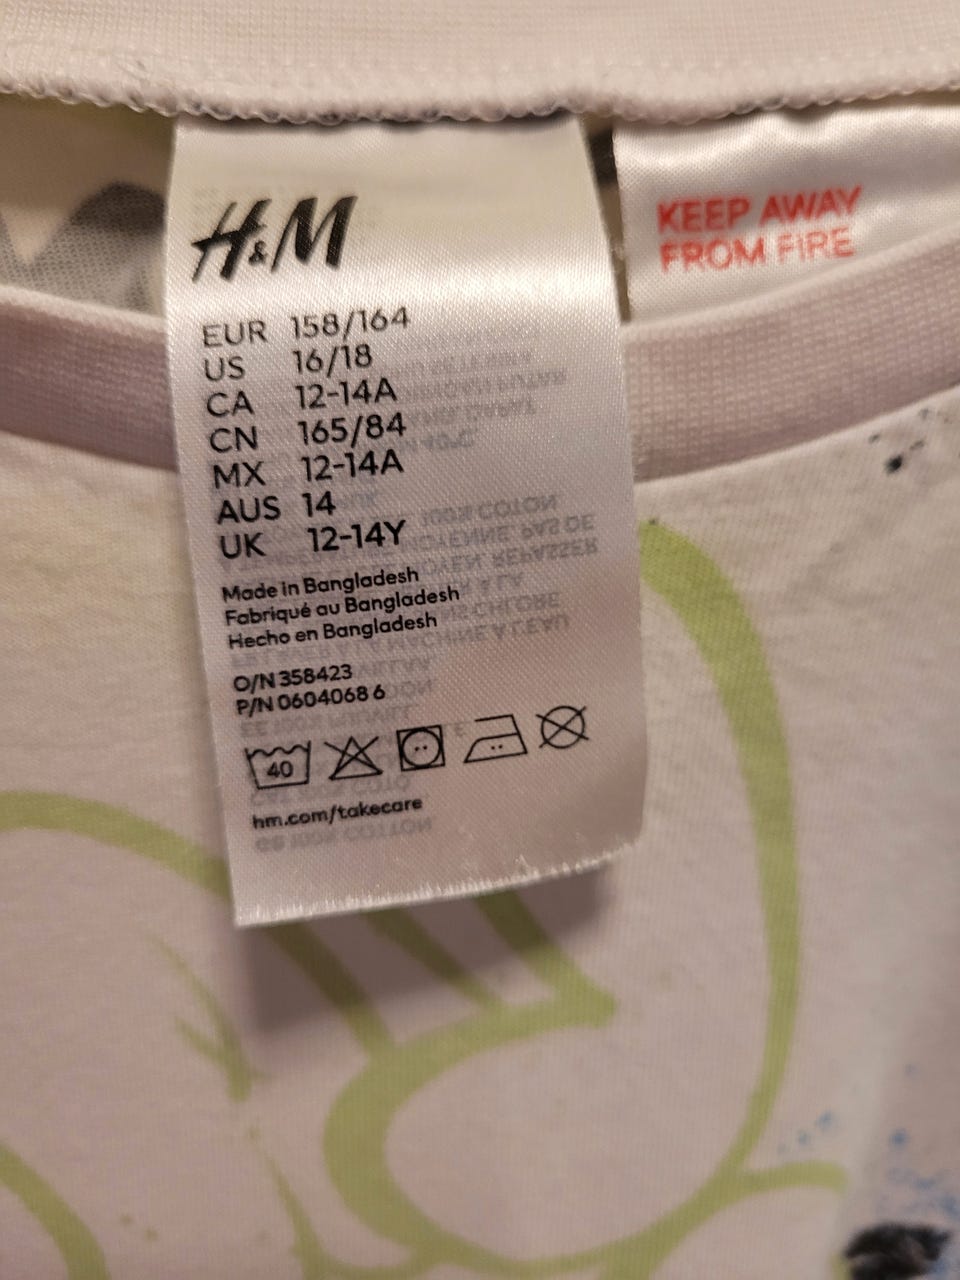 H&M
EUR 158/164
US 16/18
CA 12-14A
CN 165/84
MX 12-14A
AUS 14
UK 12-14Y
Made in Bangladesh
Fabriqué au Bangladesh
Hecho en Bangladesh
O/N 358423
P/N 0604068 6
40
hm.com/takecare
KEEP AWAY
FROM FIRE